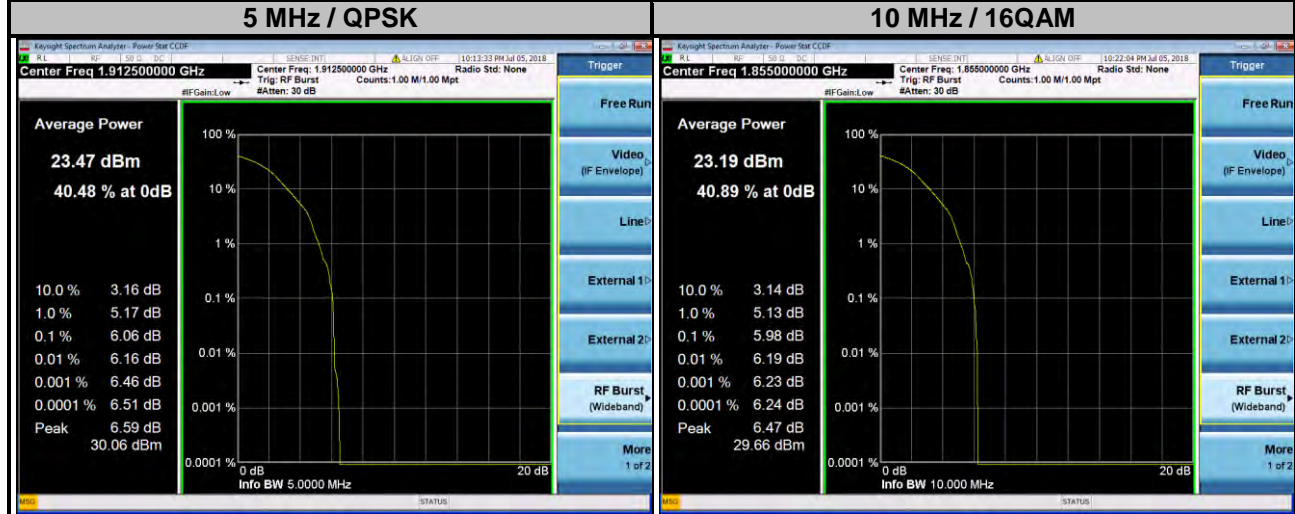 5 MHz / QPSK
Keysight Spectrum Analyzer - Power Stat CCDF
RL RF 50 Ω DC SENSE:INT ALIGN OFF 10:13:33 PM Jul 05, 2018
Center Freq 1.912500000 GHz
Center Freq: 1.912500000 GHz Radio Std: None
Trig: RF Burst Counts:1.00 M/1.00 Mpt
#IFGain:Low #Atten: 30 dB
Average Power
23.47 dBm
40.48 % at 0dB
10.0 % 3.16 dB
1.0 % 5.17 dB
0.1 % 6.06 dB
0.01 % 6.16 dB
0.001 % 6.46 dB
0.0001 % 6.51 dB
Peak 6.59 dB
30.06 dBm
100 %
10 %
1 %
0.1 %
0.01 %
0.001 %
0.0001 %
0 dB 20 dB
Info BW 5.0000 MHz
Trigger
Free Run
Video
(IF Envelope)
Line
External 1
External 2
RF Burst
(Wideband)
More
1 of 2
MSG STATUS
10 MHz / 16QAM
Keysight Spectrum Analyzer - Power Stat CCDF
RL RF 50 Ω DC SENSE:INT ALIGN OFF 10:22:04 PM Jul 05, 2018
Center Freq 1.855000000 GHz
Center Freq: 1.855000000 GHz Radio Std: None
Trig: RF Burst Counts:1.00 M/1.00 Mpt
#IFGain:Low #Atten: 30 dB
Average Power
23.19 dBm
40.89 % at 0dB
10.0 % 3.14 dB
1.0 % 5.13 dB
0.1 % 5.98 dB
0.01 % 6.19 dB
0.001 % 6.23 dB
0.0001 % 6.24 dB
Peak 6.47 dB
29.66 dBm
100 %
10 %
1 %
0.1 %
0.01 %
0.001 %
0.0001 %
0 dB 20 dB
Info BW 10.000 MHz
Trigger
Free Run
Video
(IF Envelope)
Line
External 1
External 2
RF Burst
(Wideband)
More
1 of 2
MSG STATUS